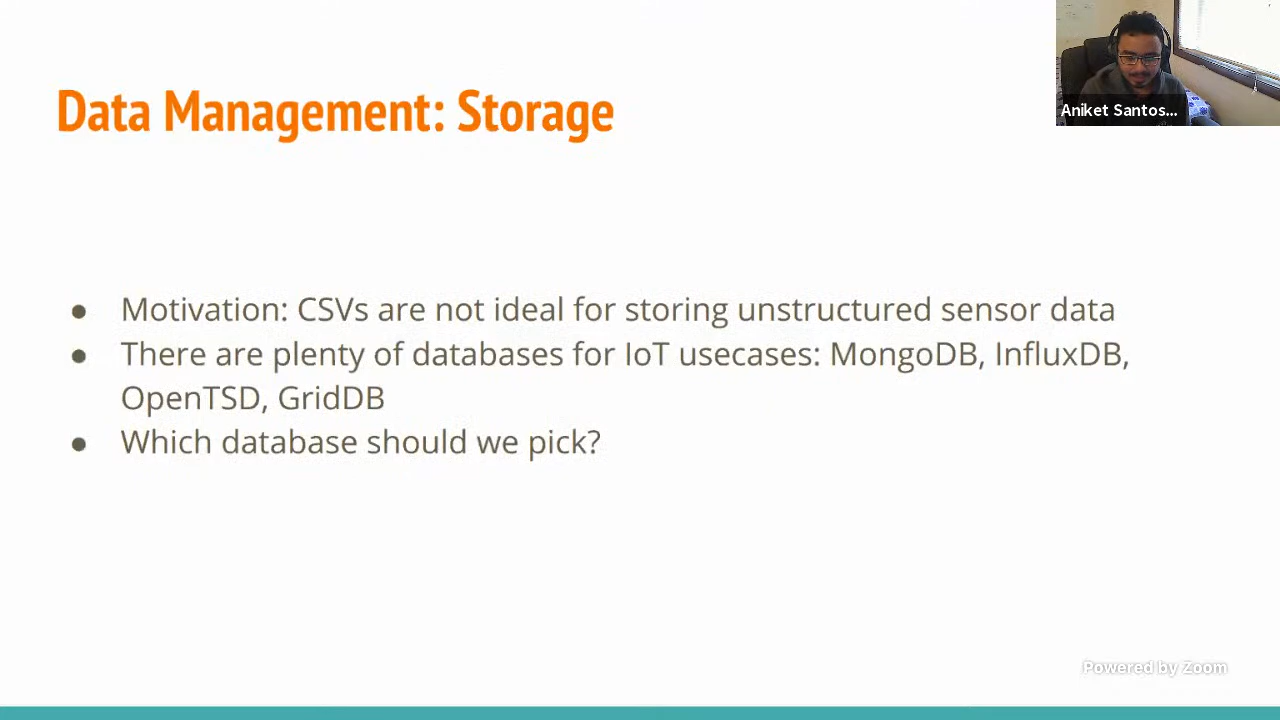 Data Management: Storage
Aniket Santos...
● Motivation: CSVs are not ideal for storing unstructured sensor data
● There are plenty of databases for IoT usecases: MongoDB, InfluxDB,
OpenTSD, GridDB
● Which database should we pick?
Powered by Zoom